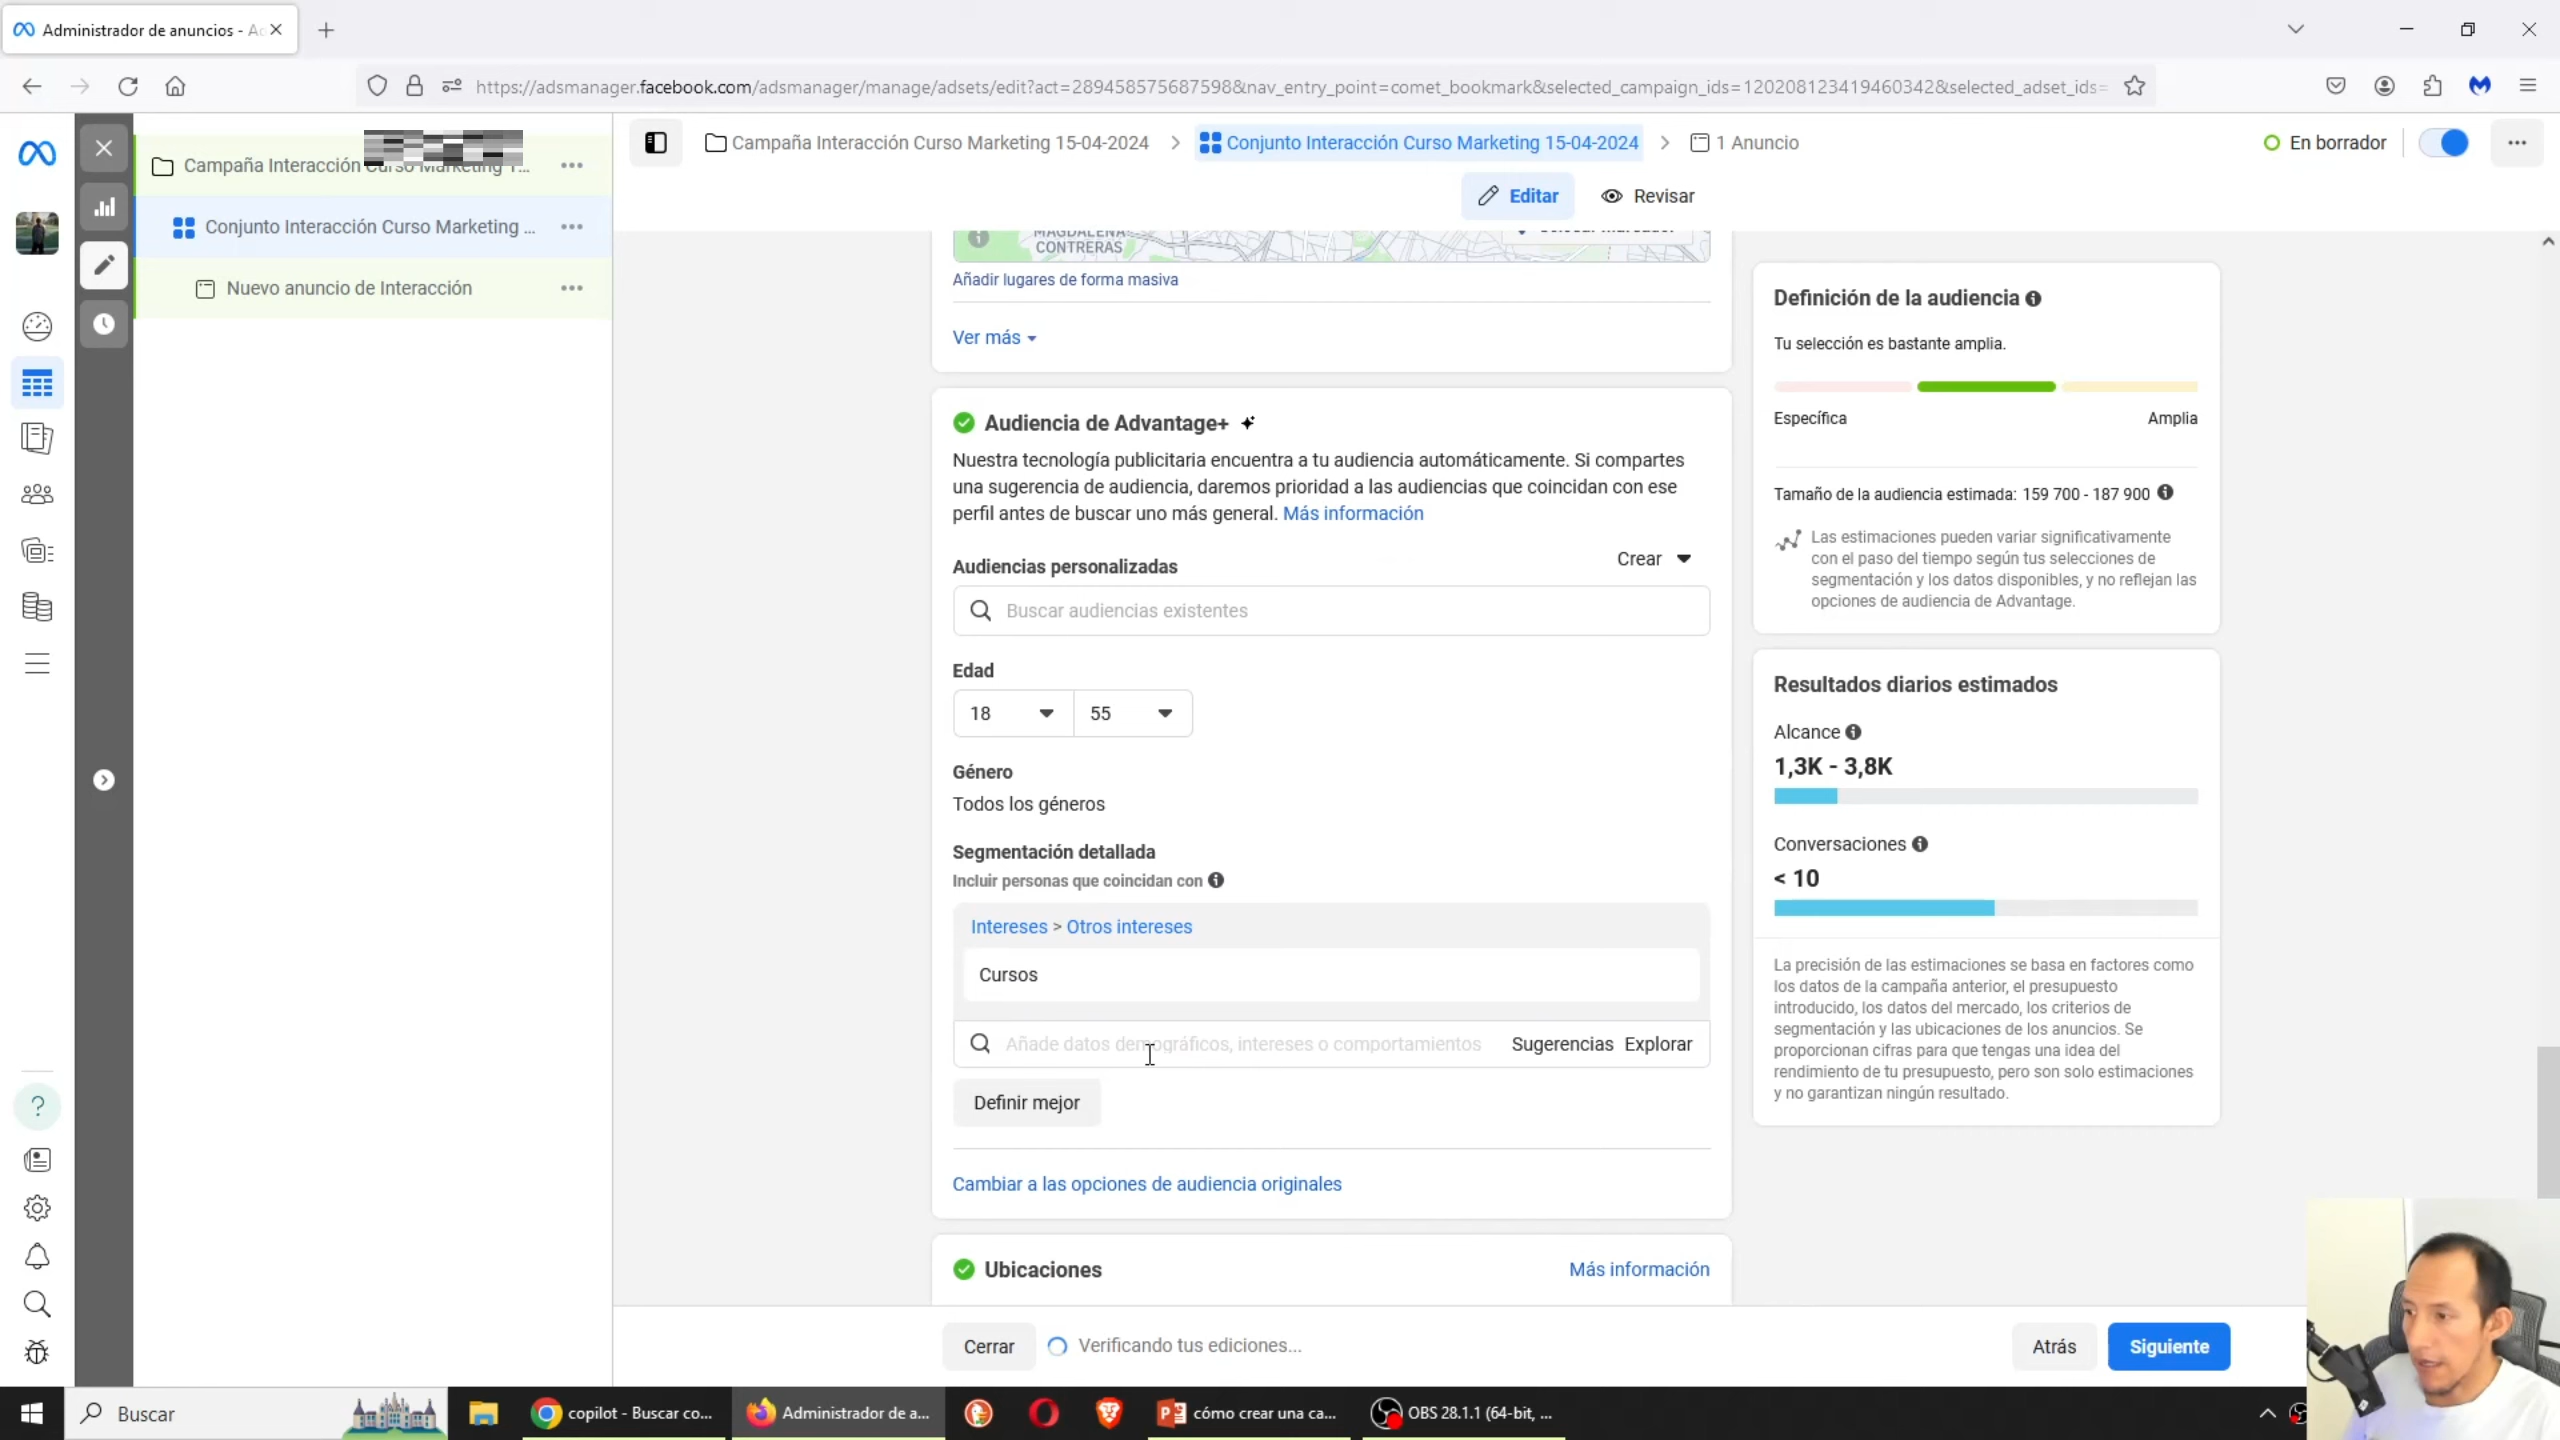 Administrador de anuncios - Ad
https://adsmanager.facebook.com/adsmanager/manage/adsets/edit?act=289458575687598&nav_entry_point=comet_bookmark&selected_campaign_ids=120208123419460342&selected_adset_ids=
Campaña Interacción Curso Marketing 1...
Conjunto Interacción Curso Marketing ...
Nuevo anuncio de Interacción
Campaña Interacción Curso Marketing 15-04-2024
Conjunto Interacción Curso Marketing 15-04-2024
1 Anuncio
En borrador
Editar
Revisar
MAGDALENA
CONTRERAS
Añadir lugares de forma masiva
Ver más
Audiencia de Advantage+
Nuestra tecnología publicitaria encuentra a tu audiencia automáticamente. Si compartes
una sugerencia de audiencia, daremos prioridad a las audiencias que coincidan con ese
perfil antes de buscar uno más general. Más información
Audiencias personalizadas
Crear
Buscar audiencias existentes
Edad
18
55
Género
Todos los géneros
Segmentación detallada
Incluir personas que coincidan con
Intereses > Otros intereses
Cursos
Añade datos demográficos, intereses o comportamientos
Sugerencias
Explorar
Definir mejor
Cambiar a las opciones de audiencia originales
Ubicaciones
Más información
Cerrar
Verificando tus ediciones...
Atrás
Siguiente
Definición de la audiencia
Tu selección es bastante amplia.
Específica
Amplia
Tamaño de la audiencia estimada: 159 700 - 187 900
Las estimaciones pueden variar significativamente
con el paso del tiempo según tus selecciones de
segmentación y los datos disponibles, y no reflejan las
opciones de audiencia de Advantage.
Resultados diarios estimados
Alcance
1,3K - 3,8K
Conversaciones
< 10
La precisión de las estimaciones se basa en factores como
los datos de la campaña anterior, el presupuesto
introducido, los datos del mercado, los criterios de
segmentación y las ubicaciones de los anuncios. Se
proporcionan cifras para que tengas una idea del
rendimiento de tu presupuesto, pero son solo estimaciones
y no garantizan ningún resultado.
Buscar
copilot - Buscar co...
Administrador de a...
cómo crear una ca...
OBS 28.1.1 (64-bit, ...